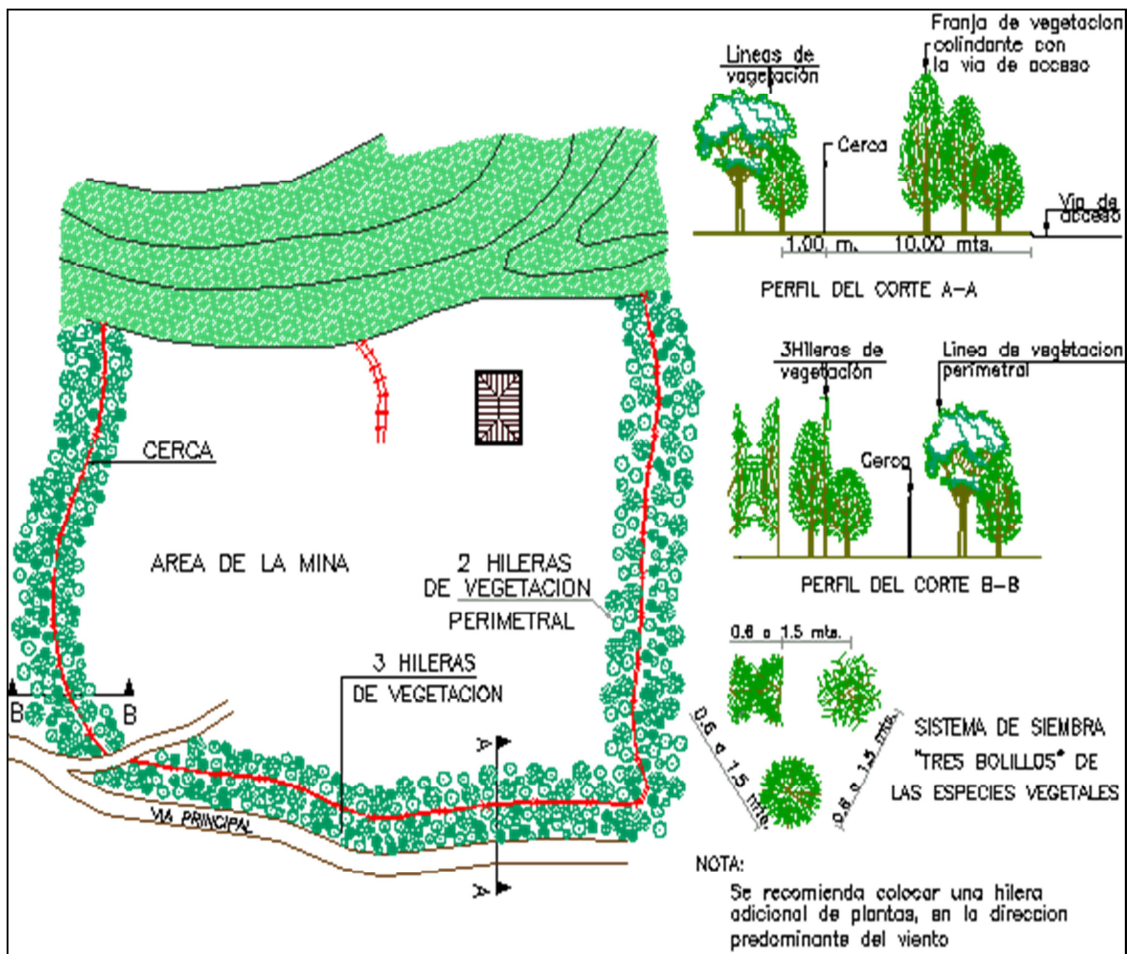 Franja de vegetacion
colindante con
la via de acceso
Lineas de
vegetación
Cerca
Via de
acceso
1.00 m.
10.00 mts.
PERFIL DEL CORTE A-A
3Hileras de
vegetación
Linea de vegetacion
perimetral
Cerca
PERFIL DEL CORTE B-B
CERCA
AREA DE LA MINA
2 HILERAS
DE VEGETACION
PERIMETRAL
3 HILERAS
DE VEGETACION
B
B
A
A
VIA PRINCIPAL
0.6 a 1.5 mts.
0.6 a 1.5 mts.
0.6 a 1.5 mts.
SISTEMA DE SIEMBRA
"TRES BOLILLOS" DE
LAS ESPECIES VEGETALES
NOTA:
Se recomienda colocar una hilera
adicional de plantas, en la direccion
predominante del viento